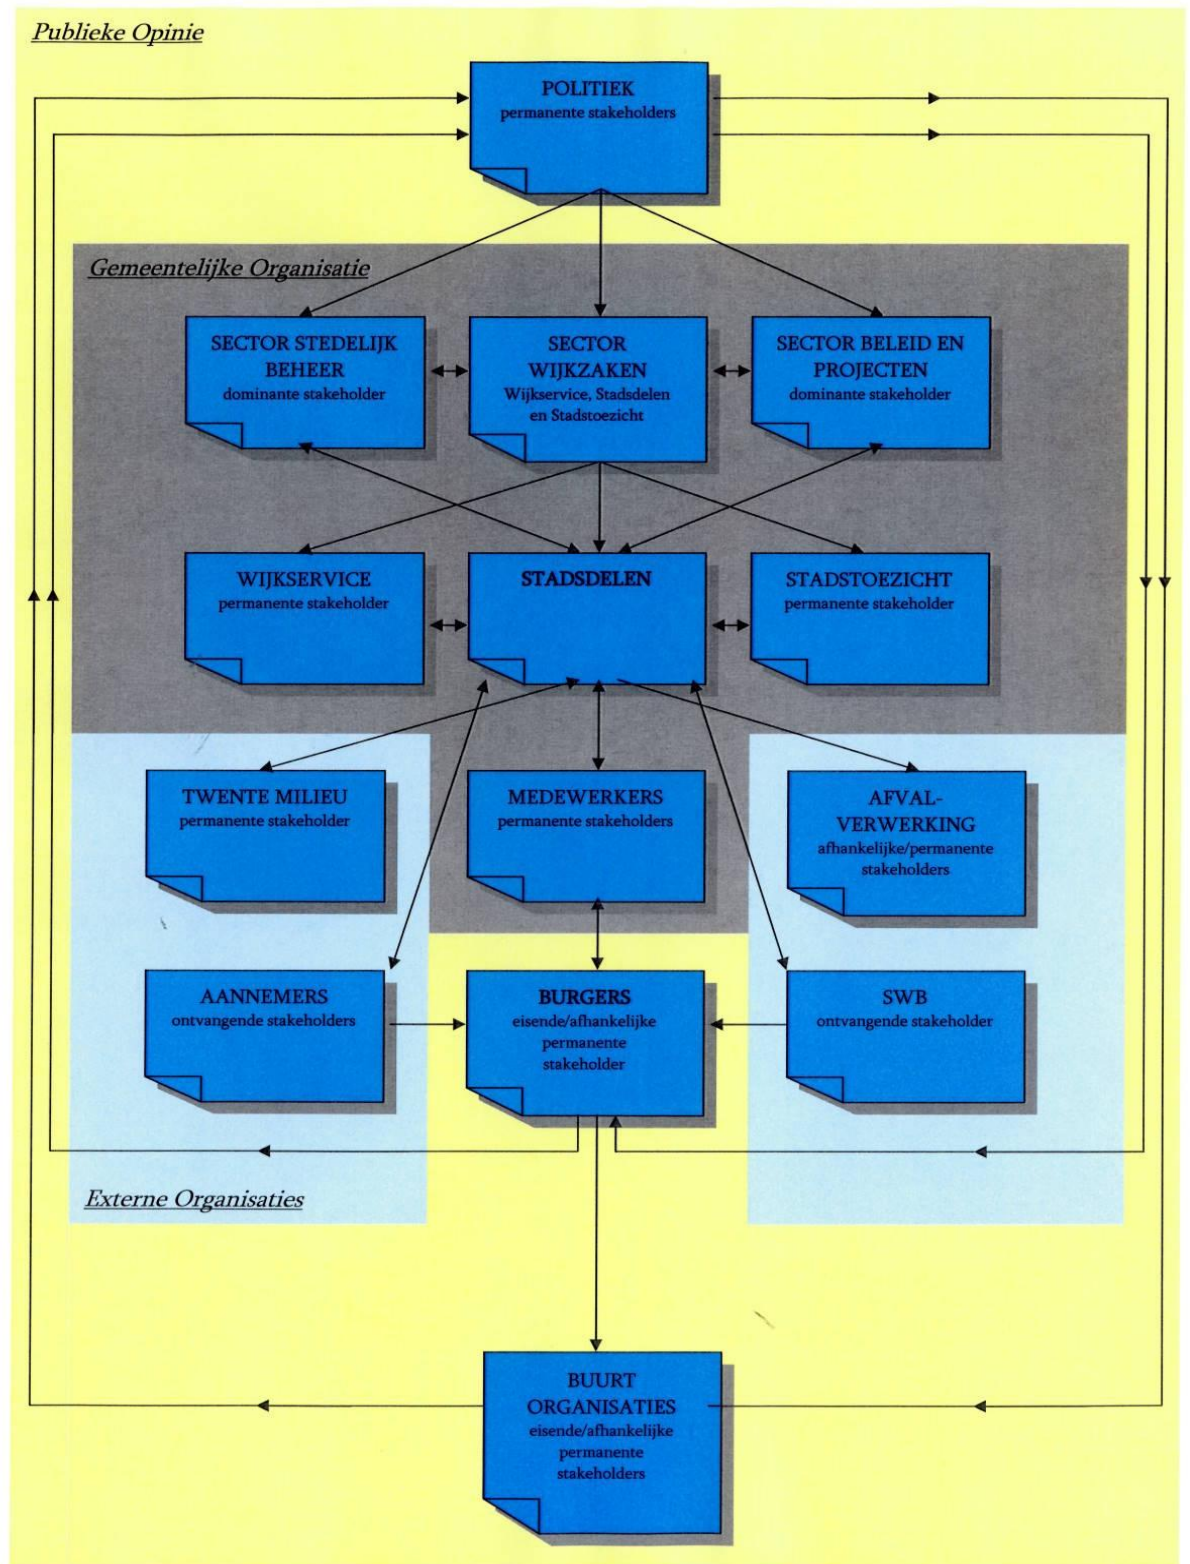 Publieke Opinie
POLITIEK
permanente stakeholders
Gemeentelijke Organisatie
SECTOR STEDELIJK
BEHEER
dominante stakeholder
SECTOR
WIJKZAKEN
Wijkservice, Stadsdelen
en Stadstoezicht
SECTOR BELEID EN
PROJECTEN
dominante stakeholder
WIJKSERVICE
permanente stakeholder
STADSDELEN
STADSTOEZICHT
permanente stakeholder
TWENTE MILIEU
permanente stakeholder
MEDEWERKERS
permanente stakeholders
AFVAL-
VERWERKING
afhankelijke/permanente
stakeholders
AANNEMERS
ontvangende stakeholders
BURGERS
eisende/afhankelijke
permanente
stakeholder
SWB
ontvangende stakeholder
Externe Organisaties
BUURT
ORGANISATIES
eisende/afhankelijke
permanente
stakeholders